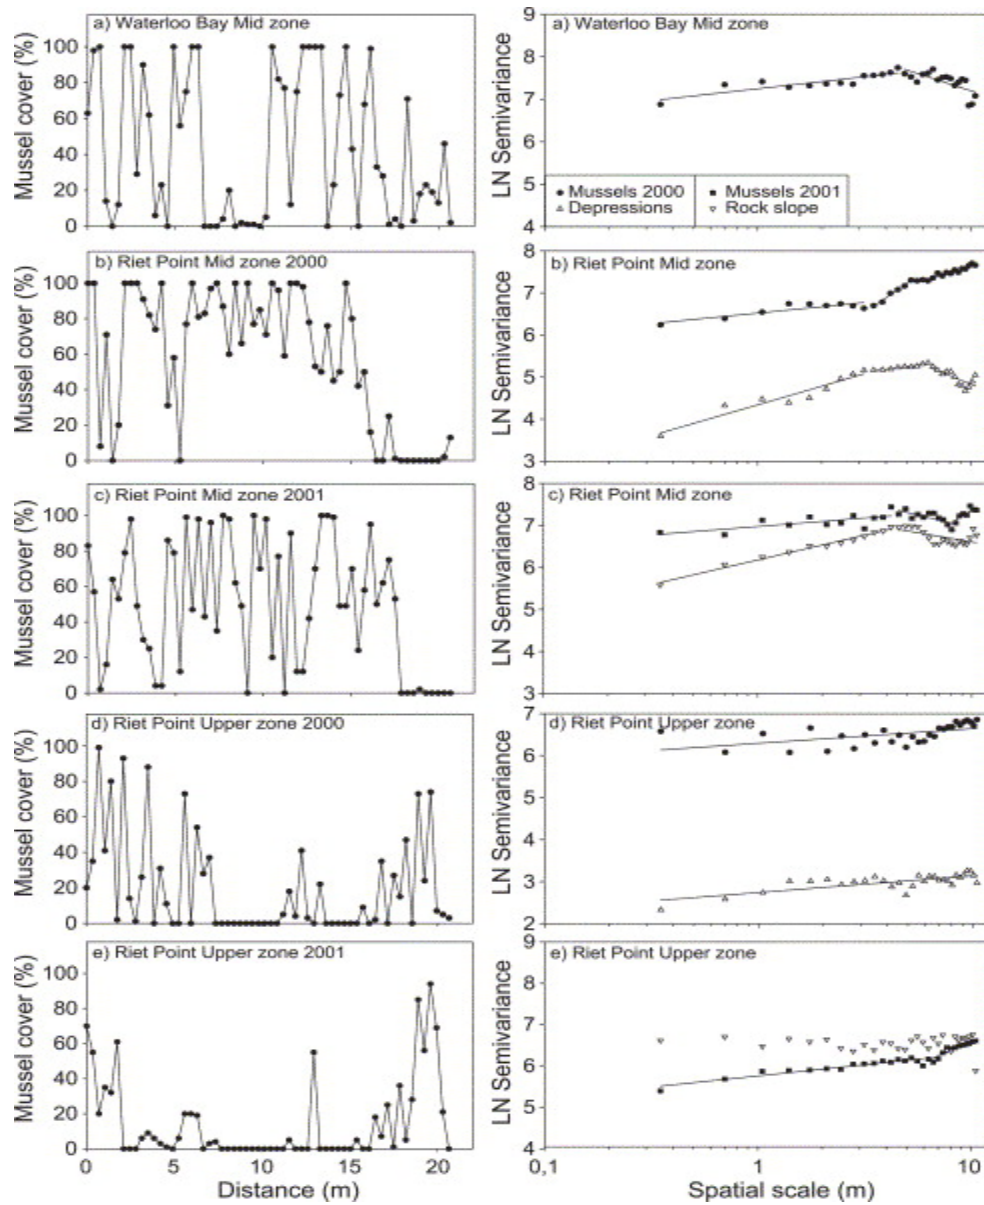 a) Waterloo Bay Mid zone
Mussel cover (%)
100
80
60
40
20
0
b) Riet Point Mid zone 2000
Mussel cover (%)
100
80
60
40
20
0
c) Riet Point Mid zone 2001
Mussel cover (%)
100
80
60
40
20
0
d) Riet Point Upper zone 2000
Mussel cover (%)
100
80
60
40
20
0
e) Riet Point Upper zone 2001
Mussel cover (%)
100
80
60
40
20
0
0 5 10 15 20
Distance (m)
a) Waterloo Bay Mid zone
LN Semivariance
9
8
7
6
5
4
Mussels 2000
Mussels 2001
Depressions
Rock slope
b) Riet Point Mid zone
LN Semivariance
8
7
6
5
4
3
c) Riet Point Mid zone
LN Semivariance
8
7
6
5
4
3
d) Riet Point Upper zone
LN Semivariance
7
6
5
4
3
2
e) Riet Point Upper zone
LN Semivariance
9
8
7
6
5
4
0,1 1 10
Spatial scale (m)